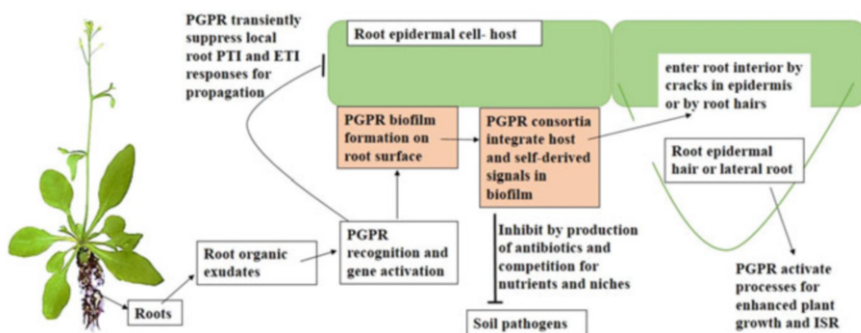 PGPR transiently
suppress local
root PTI and ETI
responses for
propagation
Root epidermal cell- host
enter root interior by
cracks in epidermis
or by root hairs
PGPR biofilm
formation on
root surface
PGPR consortia
integrate host
and self-derived
signals in
biofilm
Root epidermal
hair or lateral root
Root organic
exudates
PGPR
recognition and
gene activation
Inhibit by production
of antibiotics and
competition for
nutrients and niches
PGPR activate
processes for
enhanced plant
growth and ISR
Roots
Soil pathogens